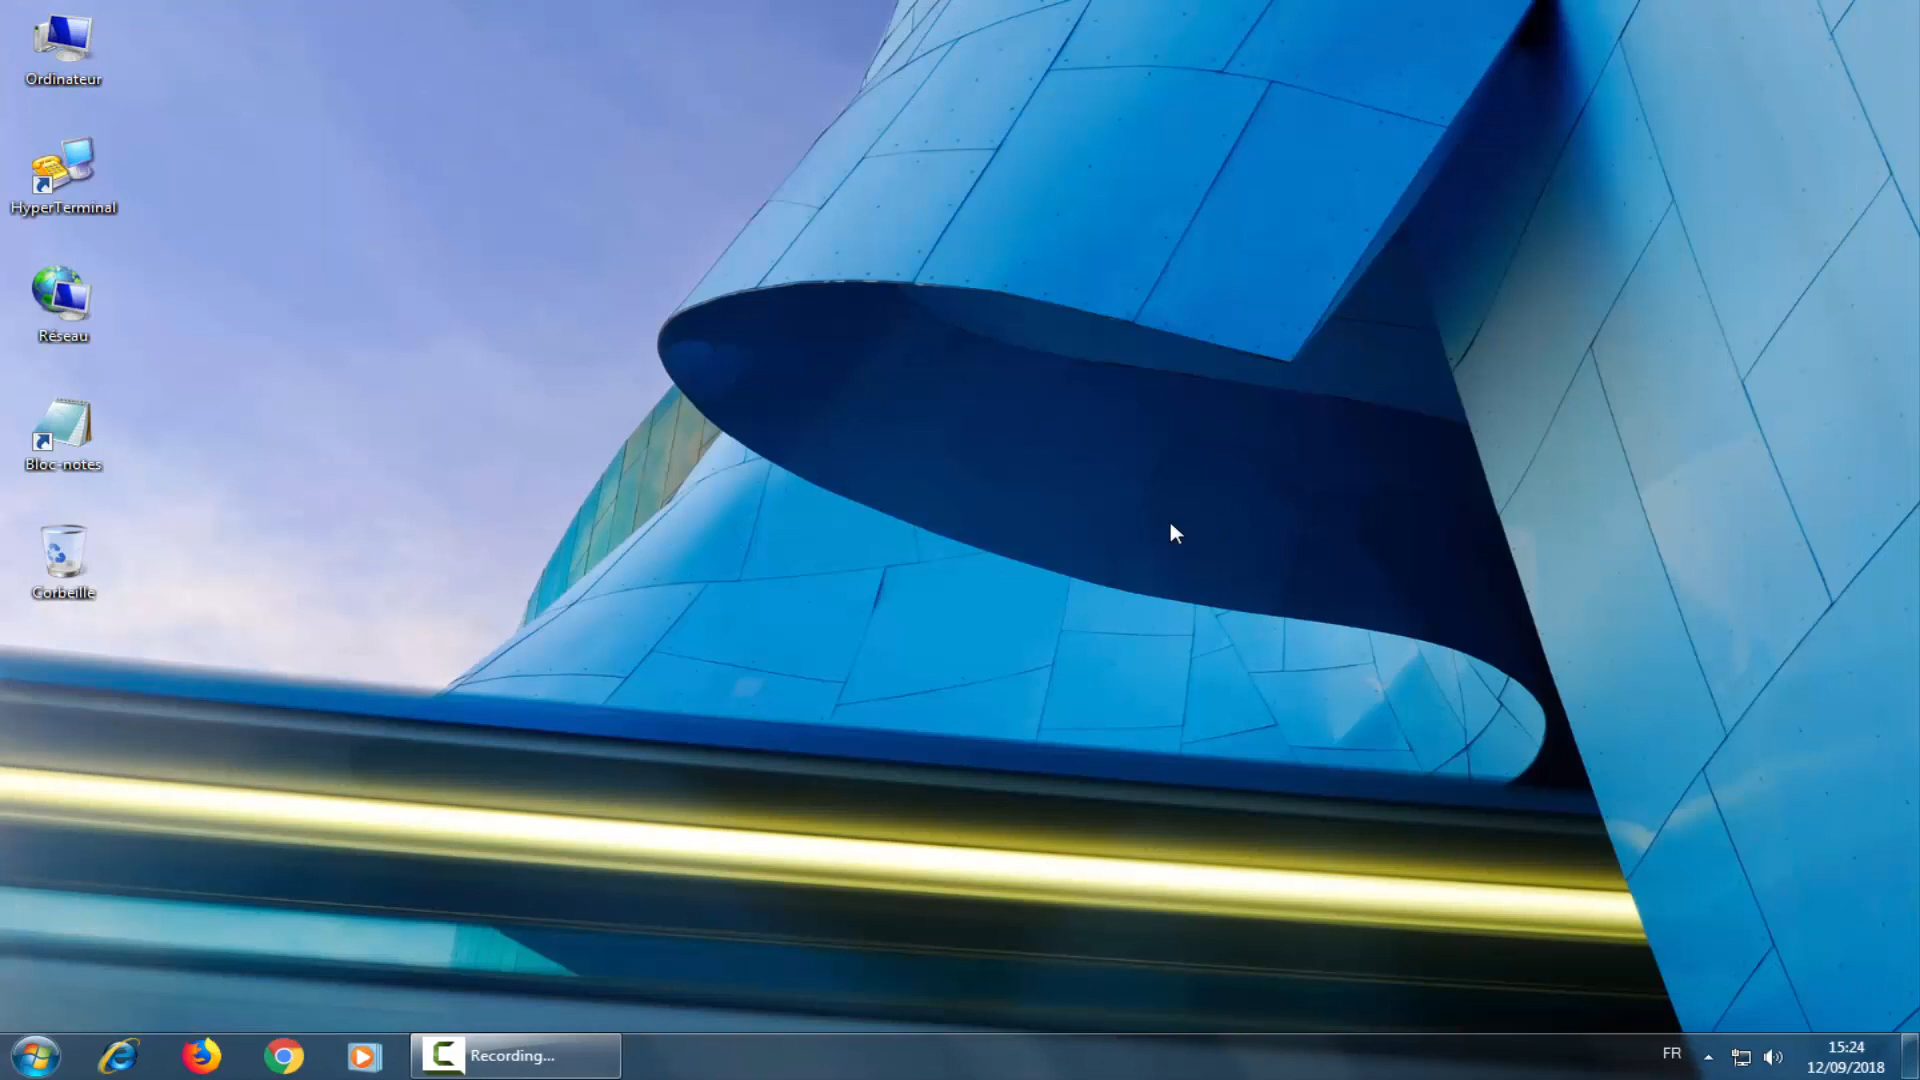 Ordinateur
HyperTerminal
Réseau
Bloc-notes
Corbeille
Recording...
FR
15:24
12/09/2018